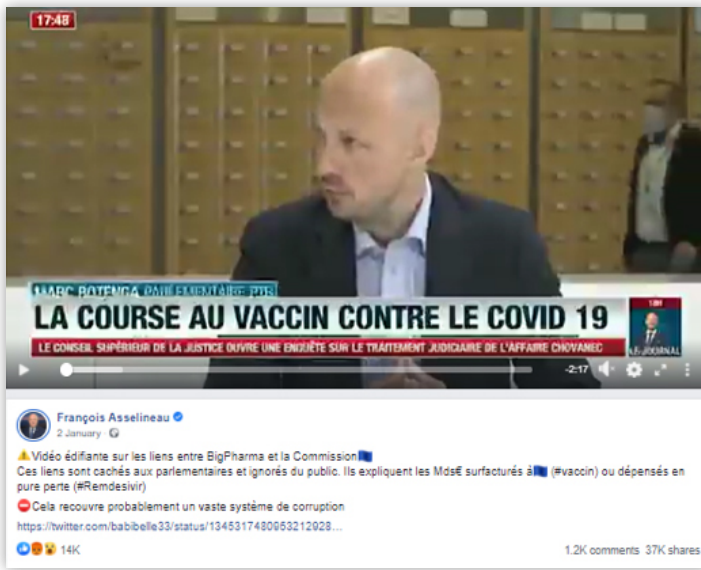 17:48
MARC BOTENGA PARLEMENTAIRE PTB
LA COURSE AU VACCIN CONTRE LE COVID 19
LE CONSEIL SUPÉRIEUR DE LA JUSTICE OUVRE UNE ENQUÊTE SUR LE TRAITEMENT JUDICIAIRE DE L'AFFAIRE CHOVANEC
LE JOURNAL
-2:17
François Asselineau
2 January
Vidéo édifiante sur les liens entre BigPharma et la Commission
Ces liens sont cachés aux parlementaires et ignorés du public. Ils expliquent les Mds€ surfacturés à (#vaccin) ou dépensés en
pure perte (#Remdesivir)
Cela recouvre probablement un vaste système de corruption
https://twitter.com/babibelle33/status/1345317480953212928...
14K
1.2K comments 37K shares